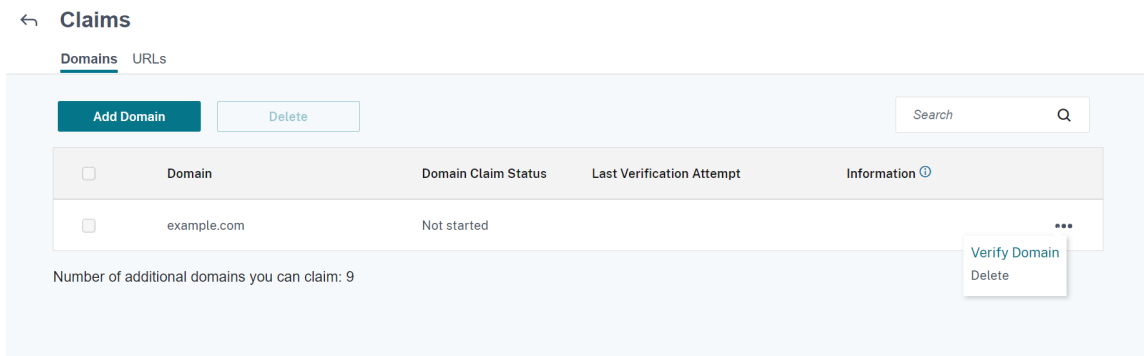 Claims
Domains URLs
Add Domain Delete Search
Domain Domain Claim Status Last Verification Attempt Information
example.com Not started
Verify Domain
Delete
Number of additional domains you can claim: 9